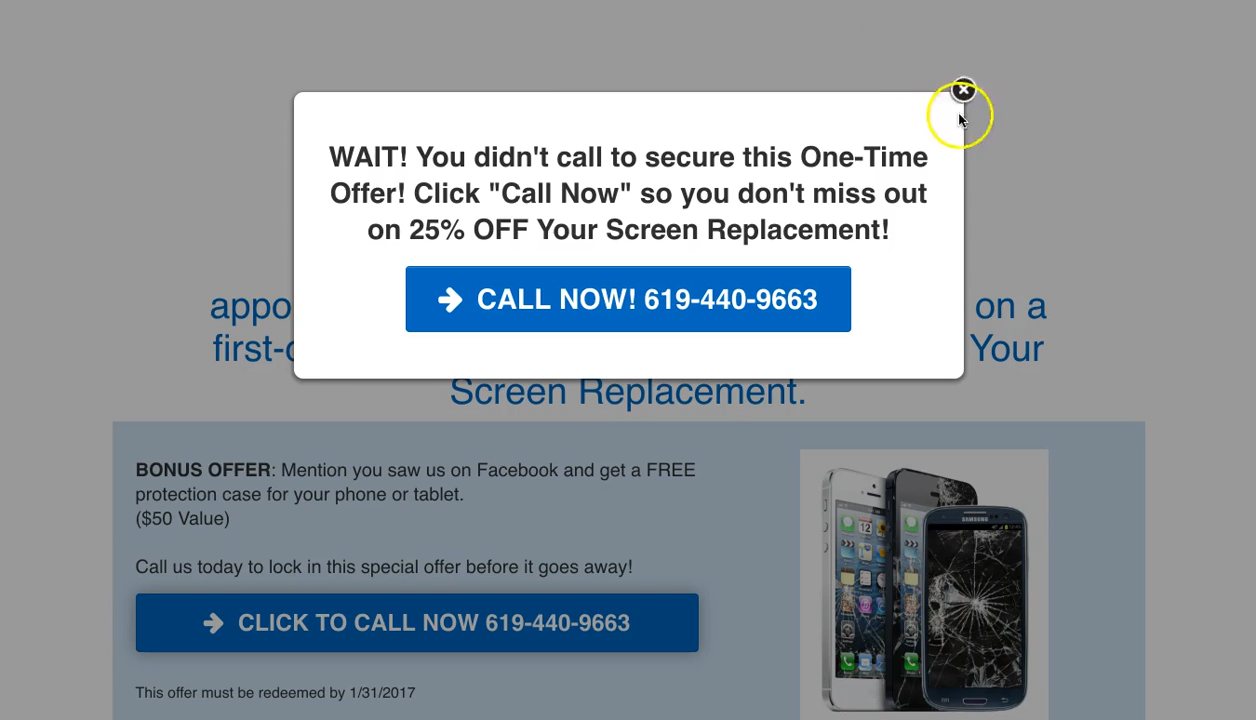 WAIT! You didn't call to secure this One-Time
Offer! Click "Call Now" so you don't miss out
on 25% OFF Your Screen Replacement!
CALL NOW! 619-440-9663
appo on a
first-c Your
Screen Replacement.
BONUS OFFER: Mention you saw us on Facebook and get a FREE
protection case for your phone or tablet.
($50 Value)
Call us today to lock in this special offer before it goes away!
CLICK TO CALL NOW 619-440-9663
This offer must be redeemed by 1/31/2017
SAMSUNG
12